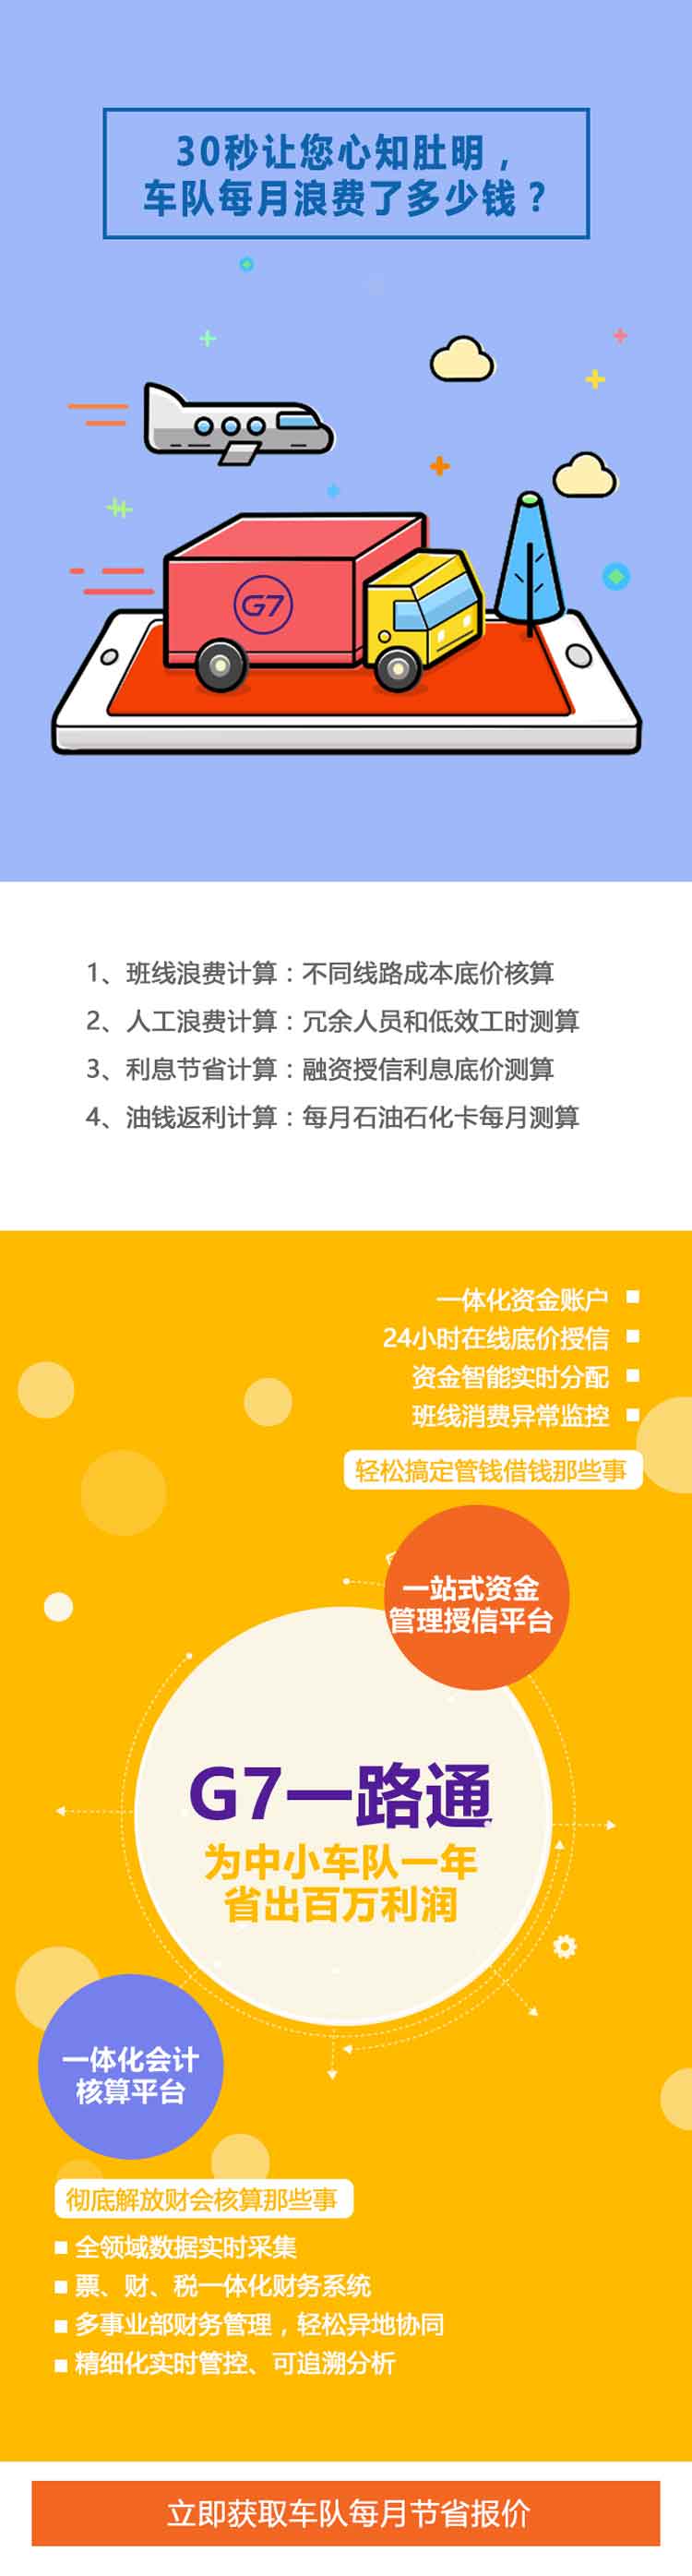 30秒让您心知肚明，
车队每月浪费了多少钱？
G7
1、班线浪费计算：不同线路成本底价核算
2、人工浪费计算：冗余人员和低效工时测算
3、利息节省计算：融资授信利息底价测算
4、油钱返利计算：每月石油石化卡每月测算
一体化资金账户
24小时在线底价授信
资金智能实时分配
班线消费异常监控
轻松搞定管钱借钱那些事
一站式资金
管理授信平台
G7一路通
为中小车队一年
省出百万利润
一体化会计
核算平台
彻底解放财会核算那些事
全领域数据实时采集
票、财、税一体化财务系统
多事业部财务管理，轻松异地协同
精细化实时管控、可追溯分析
立即获取车队每月节省报价